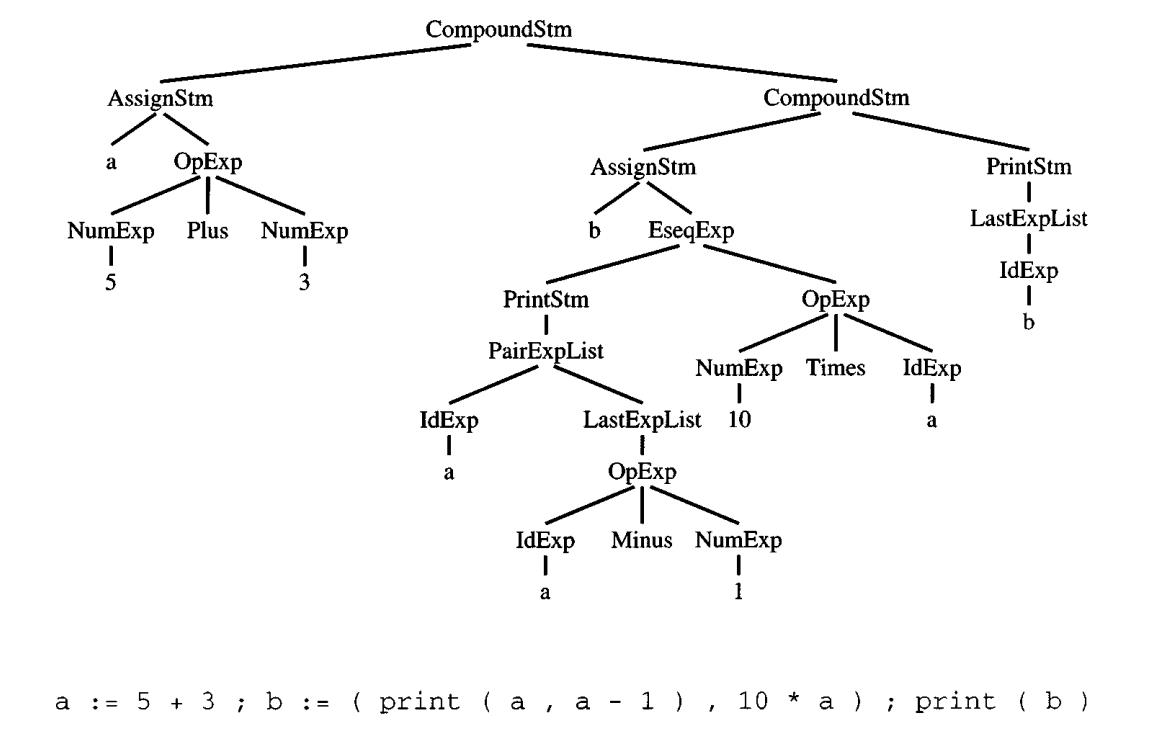 CompoundStm
AssignStm CompoundStm
a OpExp AssignStm PrintStm
NumExp Plus NumExp b EseqExp LastExpList
5 3 PrintStm OpExp IdExp
PairExpList NumExp Times IdExp b
IdExp LastExpList 10 a
a OpExp
IdExp Minus NumExp
a 1
a := 5 + 3 ; b := ( print ( a , a - 1 ) , 10 * a ) ; print ( b )